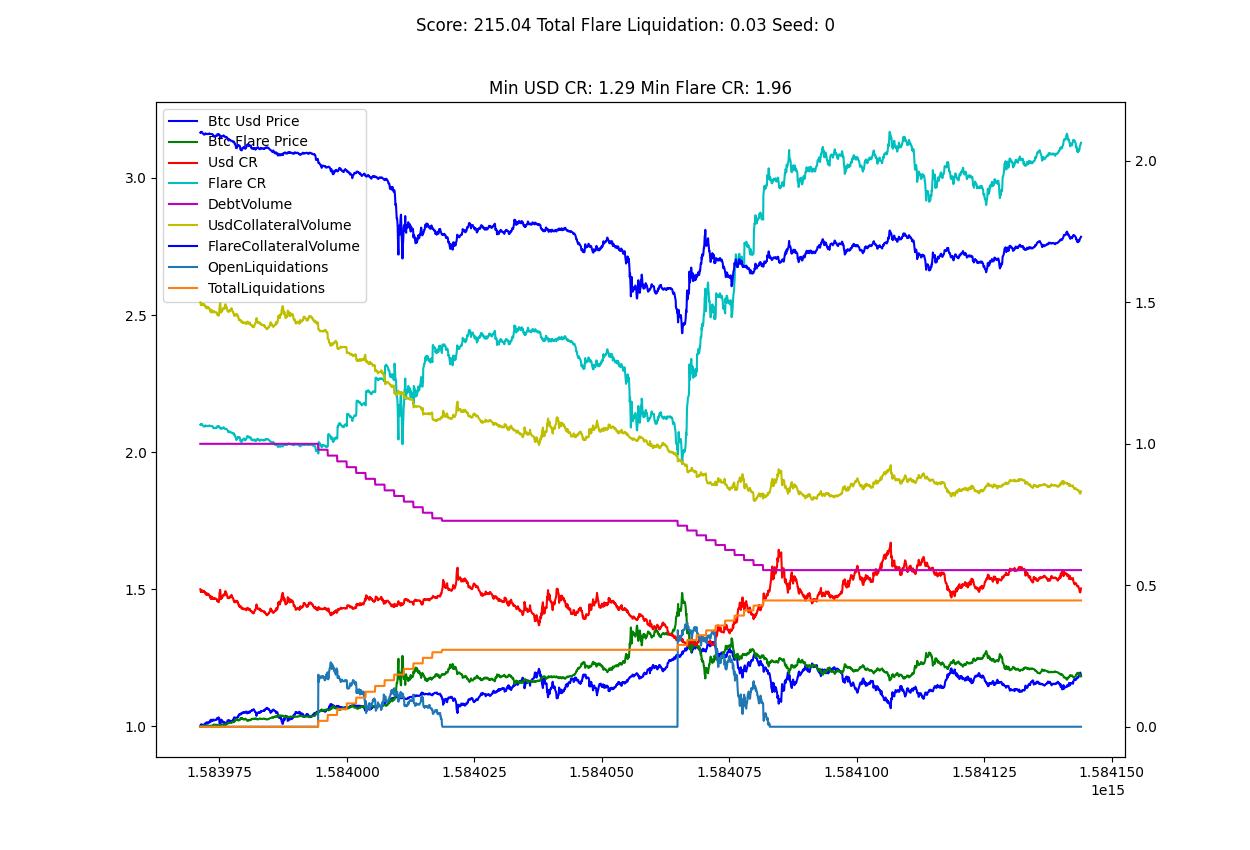 Score: 215.04 Total Flare Liquidation: 0.03 Seed: 0
Min USD CR: 1.29 Min Flare CR: 1.96
Btc Usd Price
Btc Flare Price
Usd CR
Flare CR
DebtVolume
UsdCollateralVolume
FlareCollateralVolume
OpenLiquidations
TotalLiquidations
3.0
2.5
2.0
1.5
1.0
2.0
1.5
1.0
0.5
0.0
1.583975
1.584000
1.584025
1.584050
1.584075
1.584100
1.584125
1.584150
1e15